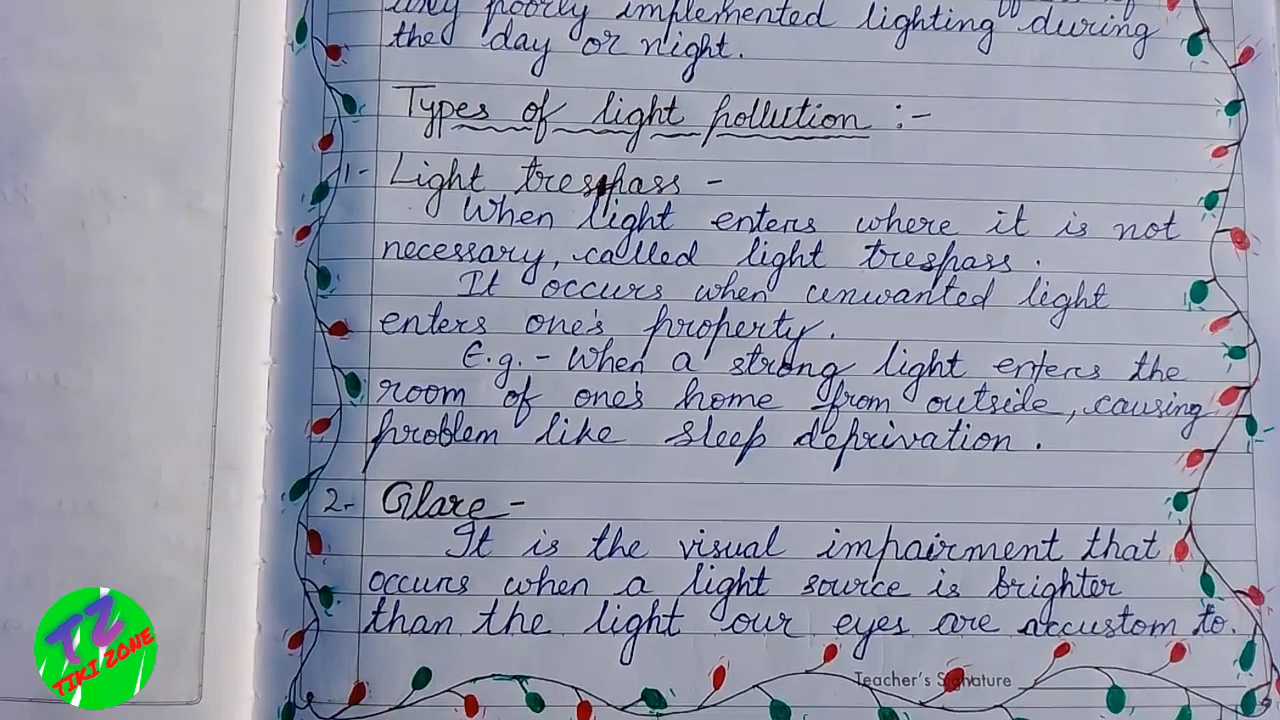 poorly implemented lighting during
the day or night.
Types of light pollution :-
1- Light trespass -
When light enters where it is not
necessary, called light trespass.
It occurs when unwanted light
enters one's property.
E.g. - When a strong light enters the
room of one's home from outside, causing
problem like sleep deprivation.
2- Glare -
It is the visual impairment that
occurs when a light source is brighter
than the light our eyes are accustom to.
Teacher's Signature
TZ
TIKI ZONE